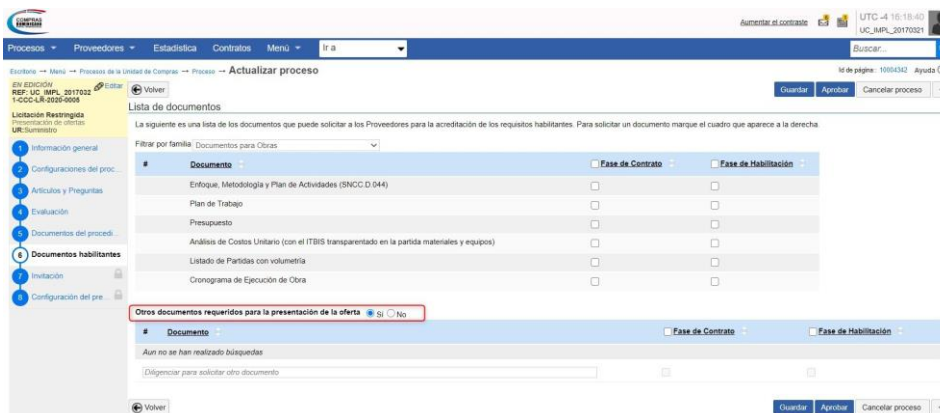 COMPRAS
DOMINICANAS
Aumentar el contraste
UTC -4 16:18:40
UC_IMPL_20170321
Procesos Proveedores Estadística Contratos Menú Ir a Buscar...
Escritorio → Menú → Procesos de la Unidad de Compras → Proceso → Actualizar proceso
Id de página: 10004342 Ayuda
EN EDICIÓN Editar
REF: UC_IMPL_2017032
1-CCC-LR-2020-0005
Licitación Restringida
Presentación de ofertas
UR:Suministro
1 Información general
2 Configuraciones del proc...
3 Artículos y Preguntas
4 Evaluación
5 Documentos del procedi...
6 Documentos habilitantes
7 Invitación
8 Configuración del pre...
Volver Guardar Aprobar Cancelar proceso
Lista de documentos
La siguiente es una lista de los documentos que puede solicitar a los Proveedores para la acreditación de los requisitos habilitantes. Para solicitar un documento marque el cuadro que aparece a la derecha
Filtrar por familia Documentos para Obras
# Documento Fase de Contrato Fase de Habilitación
Enfoque, Metodología y Plan de Actividades (SNCC.D.044)
Plan de Trabajo
Presupuesto
Análisis de Costos Unitario (con el ITBIS transparentado en la partida materiales y equipos)
Listado de Partidas con volumetría
Cronograma de Ejecución de Obra
Otros documentos requeridos para la presentación de la oferta Sí No
# Documento Fase de Contrato Fase de Habilitación
Aun no se han realizado búsquedas
Diligenciar para solicitar otro documento
Volver Guardar Aprobar Cancelar proceso